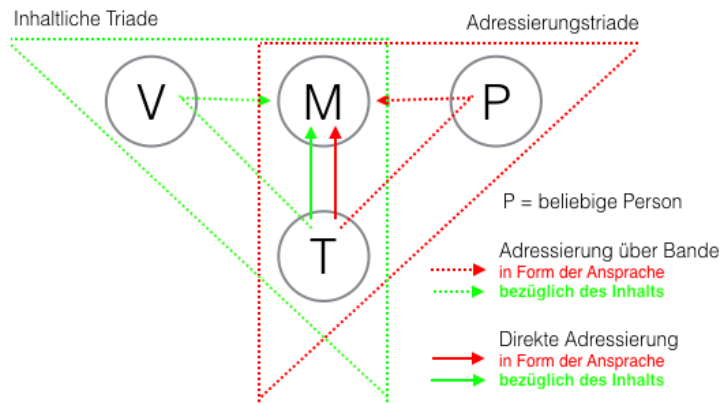 Inhaltliche Triade
Adressierungstriade
V
M
P
T
P = beliebige Person
Adressierung über Bande
in Form der Ansprache
bezüglich des Inhalts
Direkte Adressierung
in Form der Ansprache
bezüglich des Inhalts